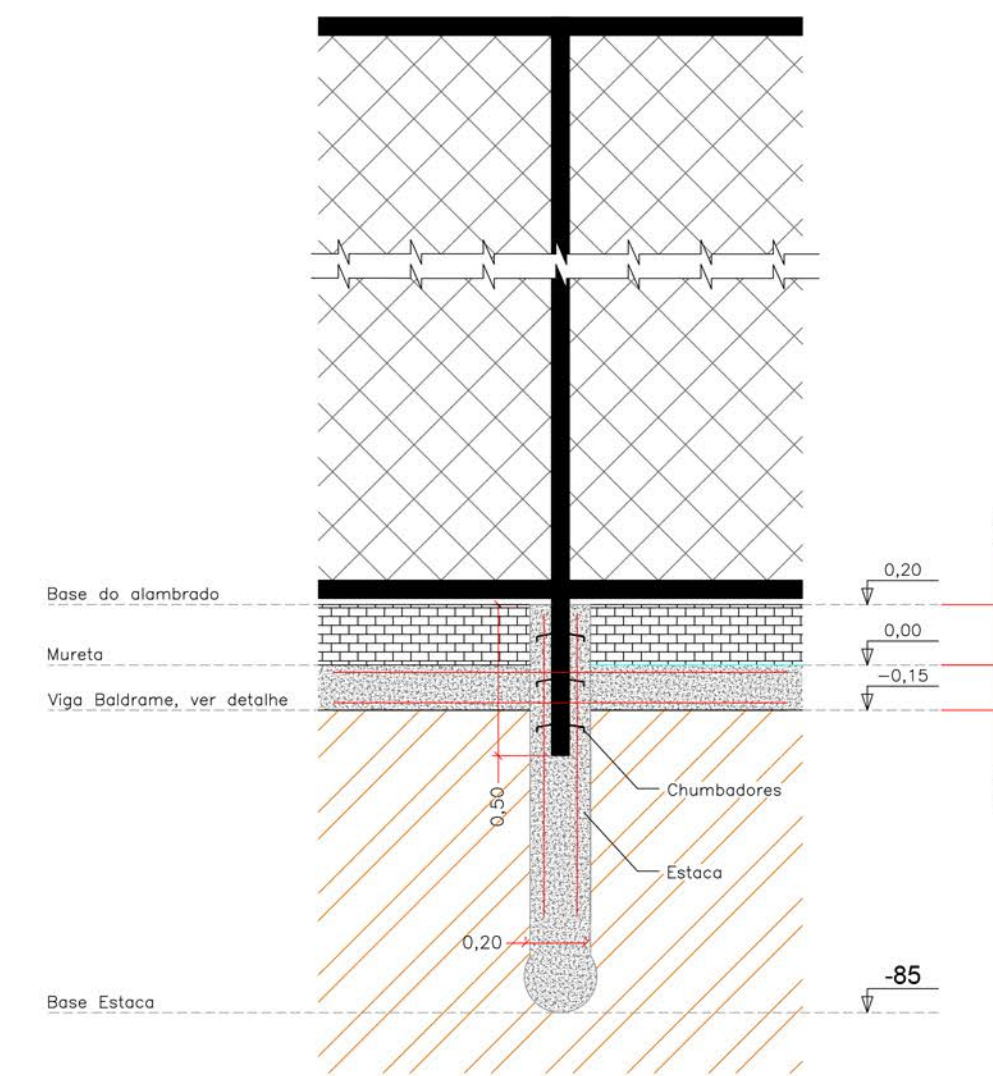 0,20
Base do alambrado
0,00
Mureta
-0,15
Viga Baldrame, ver detalhe
Chumbadores
0,50
Estaca
0,20
-85
Base Estaca